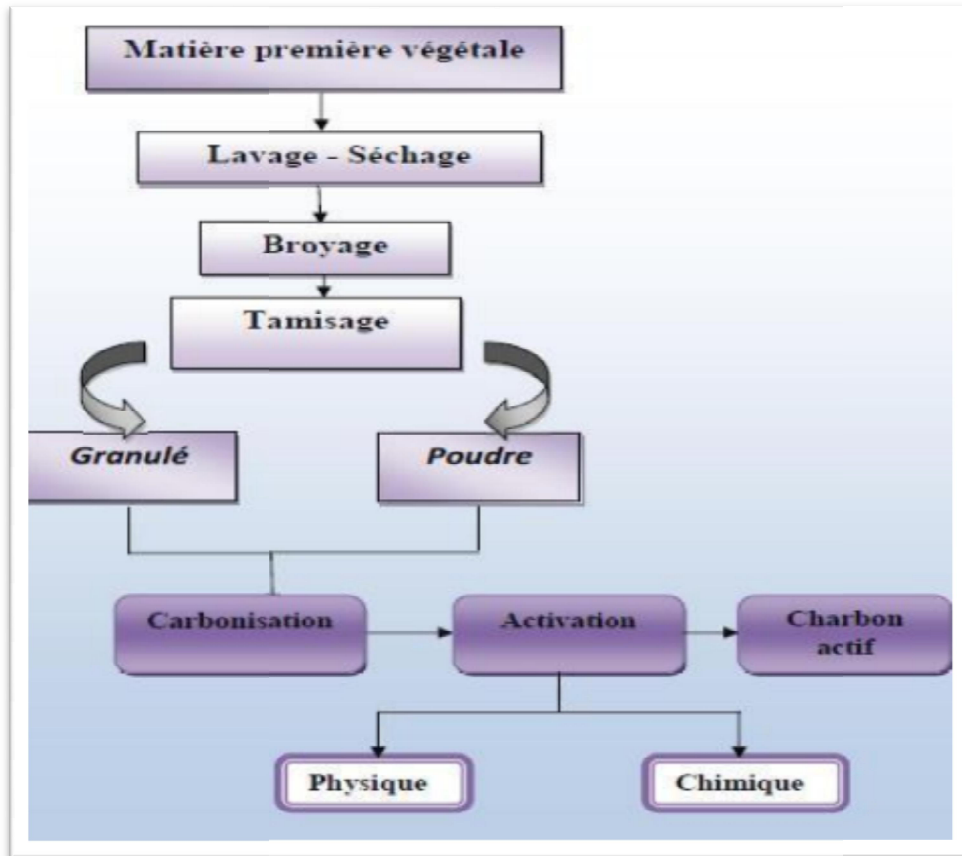 Matière première végétale
Lavage - Séchage
Broyage
Tamisage
Granulé
Poudre
Carbonisation
Activation
Charbon
actif
Physique
Chimique